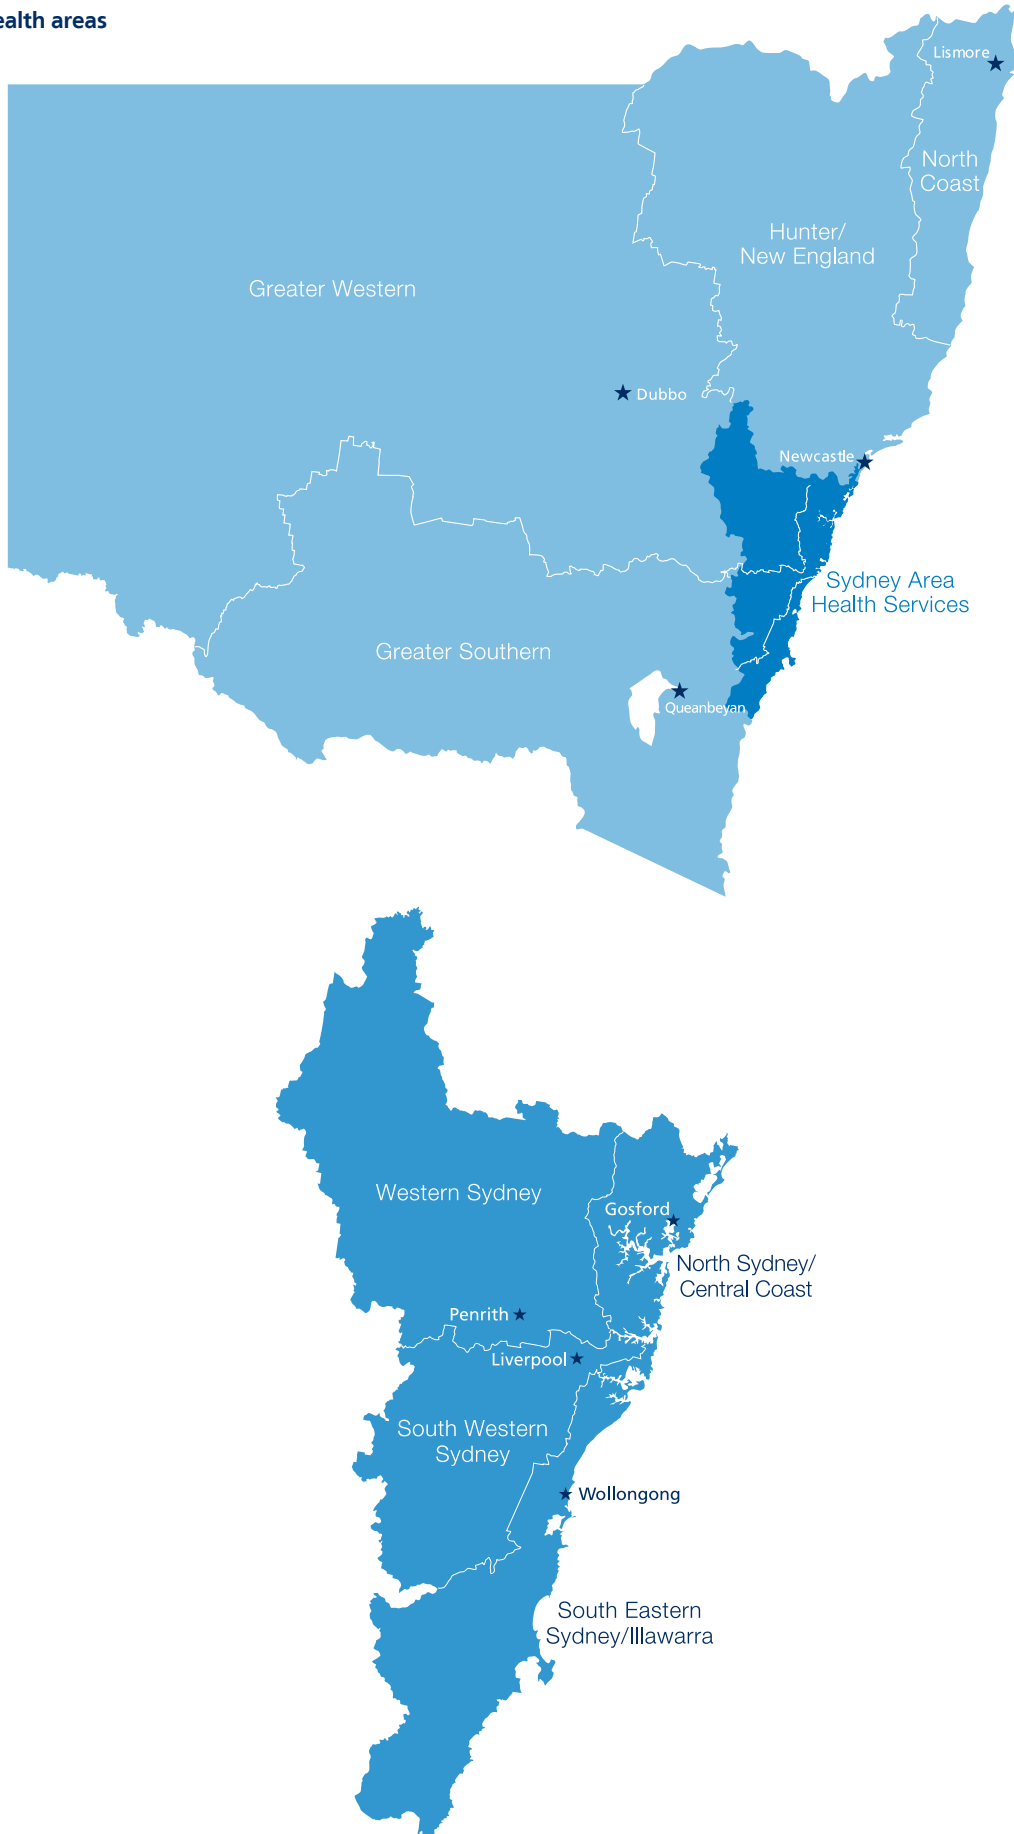 ealth areas
Lismore
North
Coast
Hunter/
New England
Greater Western
Dubbo
Newcastle
Sydney Area
Health Services
Greater Southern
Queanbeyan
Western Sydney
Gosford
North Sydney/
Central Coast
Penrith
Liverpool
South Western
Sydney
Wollongong
South Eastern
Sydney/Illawarra